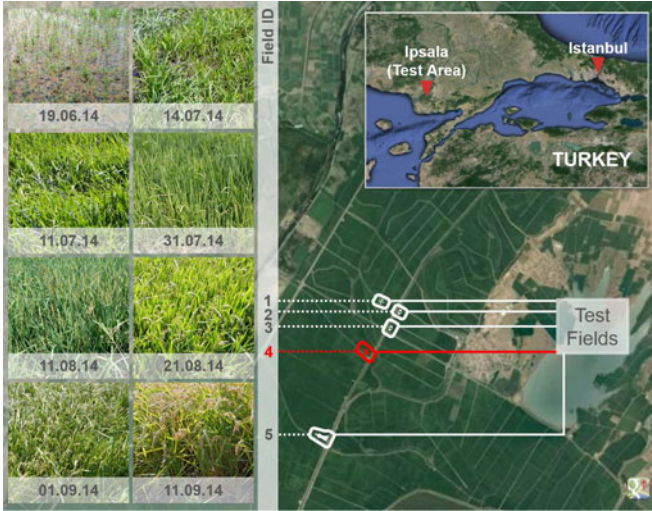 Field ID
19.06.14
14.07.14
11.07.14
31.07.14
11.08.14
21.08.14
01.09.14
11.09.14
Ipsala
(Test Area)
Istanbul
TURKEY
1
2
3
4
5
Test
Fields